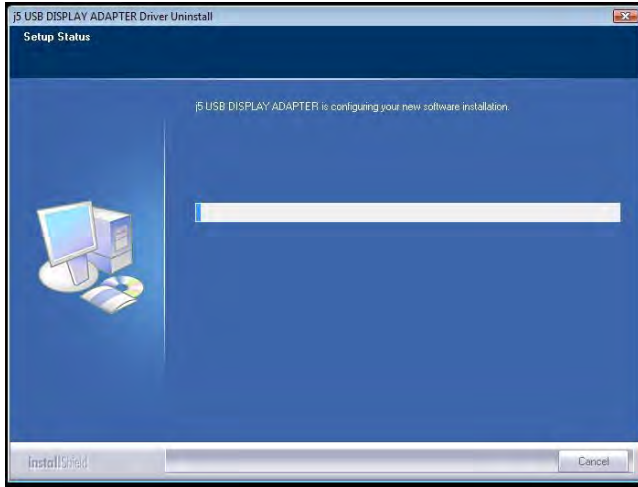 j5 USB DISPLAY ADAPTER Driver Uninstall
Setup Status
j5 USB DISPLAY ADAPTER is configuring your new software installation.
InstallShield
Cancel